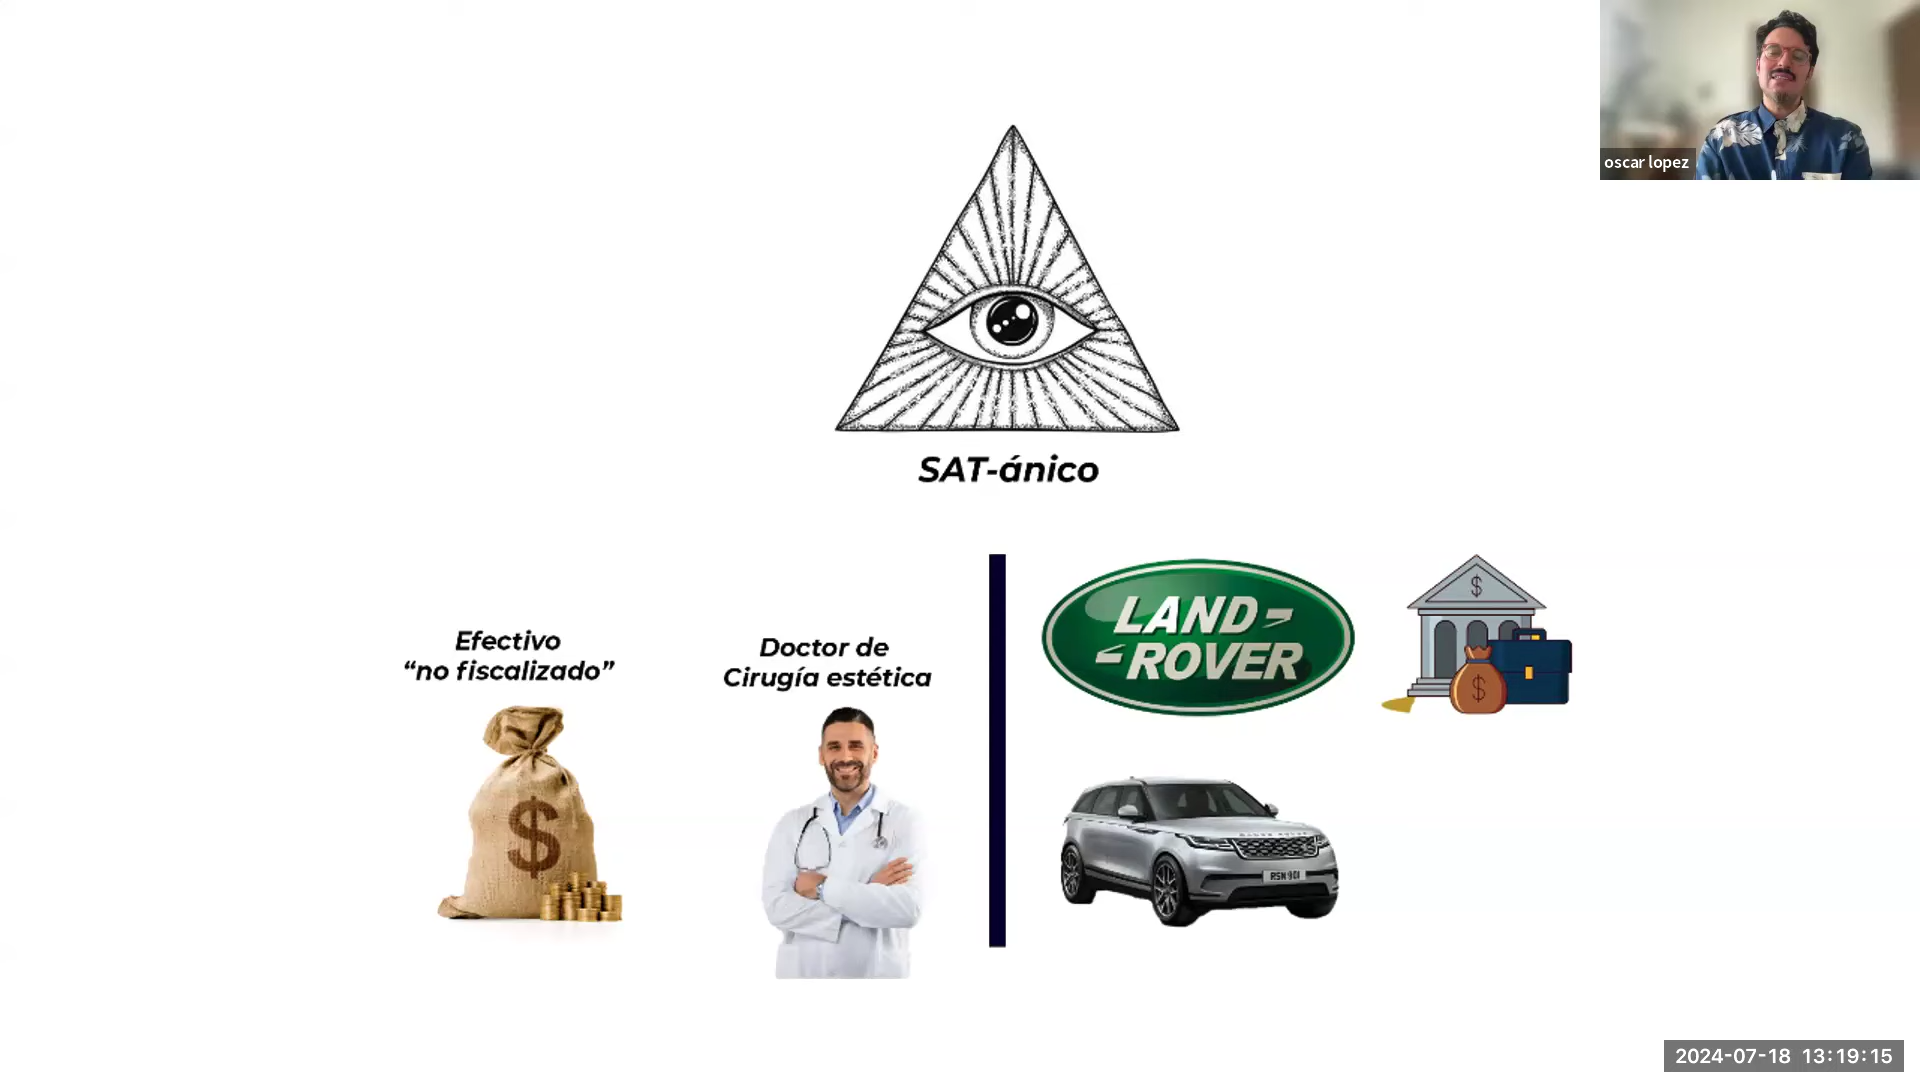 oscar lopez
SAT-ánico
Efectivo
“no fiscalizado”
Doctor de
Cirugía estética
LAND
ROVER
$
$
$
RSN 901
2024-07-18 13:19:15